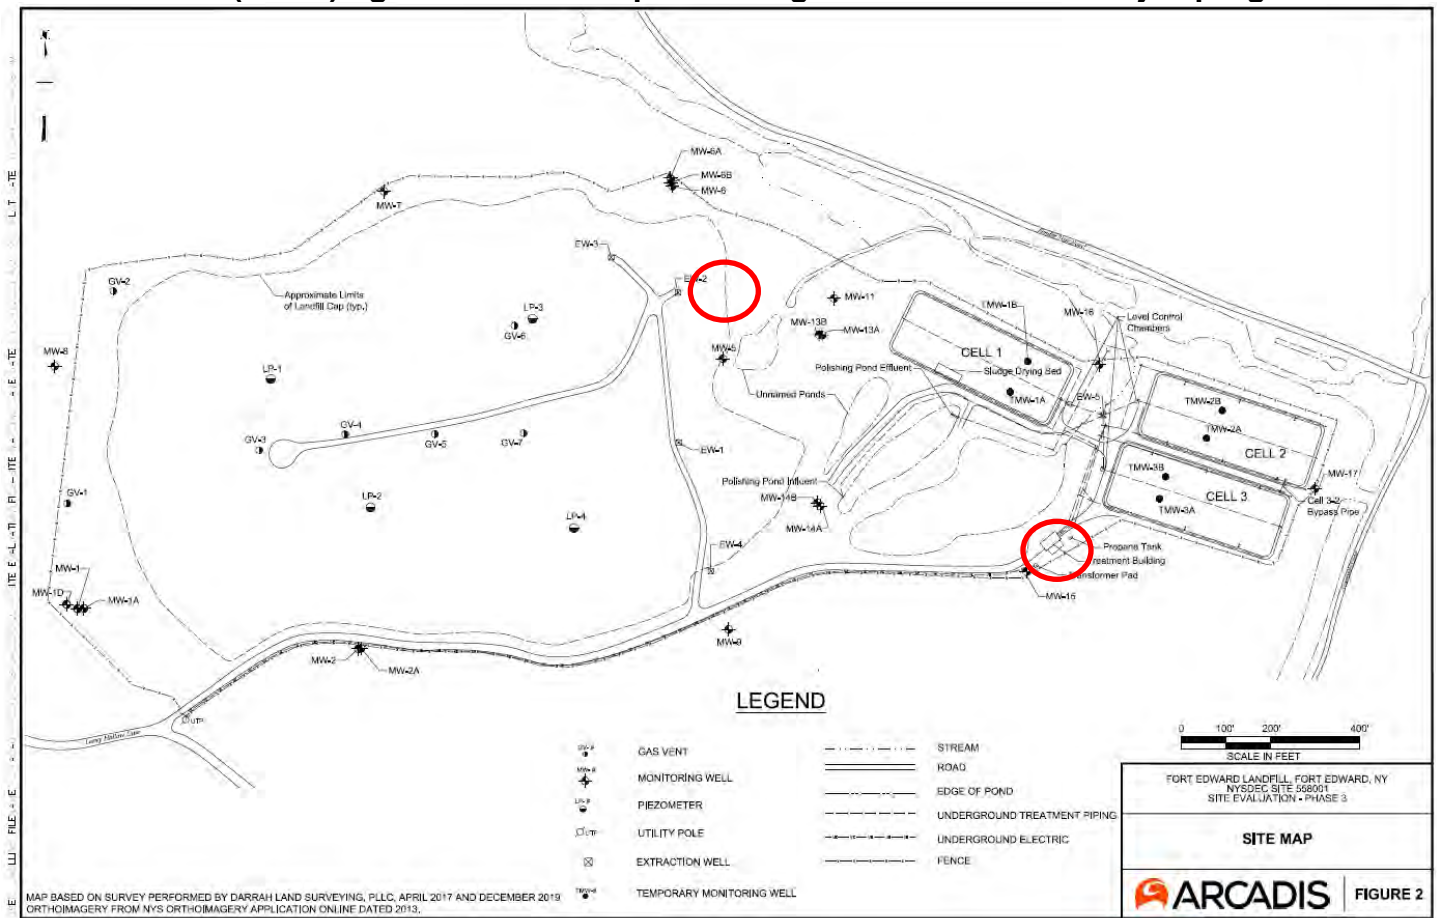 MW-6A
MW-6B
MW-6
MW-7
EW-3
EW-2
GV-2
Approximate Limits
of Landfill Cap (typ.)
LP-3
GV-6
MW-11
MW-13B
MW-13A
TMW-1B
MW-16
Level Control
Chambers
MW-8
MW-5
CELL 1
LP-1
Polishing Pond Effluent
Sludge Drying Bed
Unnamed Ponds
TMW-1A
EW-5
TMW-2B
TMW-2A
GV-3
GV-4
GV-5
GV-7
EW-1
CELL 2
TMW-3B
MW-17
Polishing Pond Influent
GV-1
LP-2
MW-14B
CELL 3
Cell 3-2
Bypass Pipe
TMW-3A
LP-4
MW-14A
EW-4
Propane Tank
Treatment Building
Transformer Pad
MW-1
MW-1D
MW-1A
MW-15
MW-9
MW-2
MW-2A
UTP
LEGEND
GAS VENT
MONITORING WELL
PIEZOMETER
UTP
UTILITY POLE
EXTRACTION WELL
TEMPORARY MONITORING WELL
STREAM
ROAD
EDGE OF POND
UNDERGROUND TREATMENT PIPING
UNDERGROUND ELECTRIC
FENCE
0 100' 200' 400'
SCALE IN FEET
FORT EDWARD LANDFILL, FORT EDWARD, NY
NYSDEC SITE 558001
SITE EVALUATION - PHASE 3
SITE MAP
ARCADIS
FIGURE 2
MAP BASED ON SURVEY PERFORMED BY DARRAH LAND SURVEYING, PLLC, APRIL 2017 AND DECEMBER 2019
ORTHOIMAGERY FROM NYS ORTHOIMAGERY APPLICATION ONLINE DATED 2013.